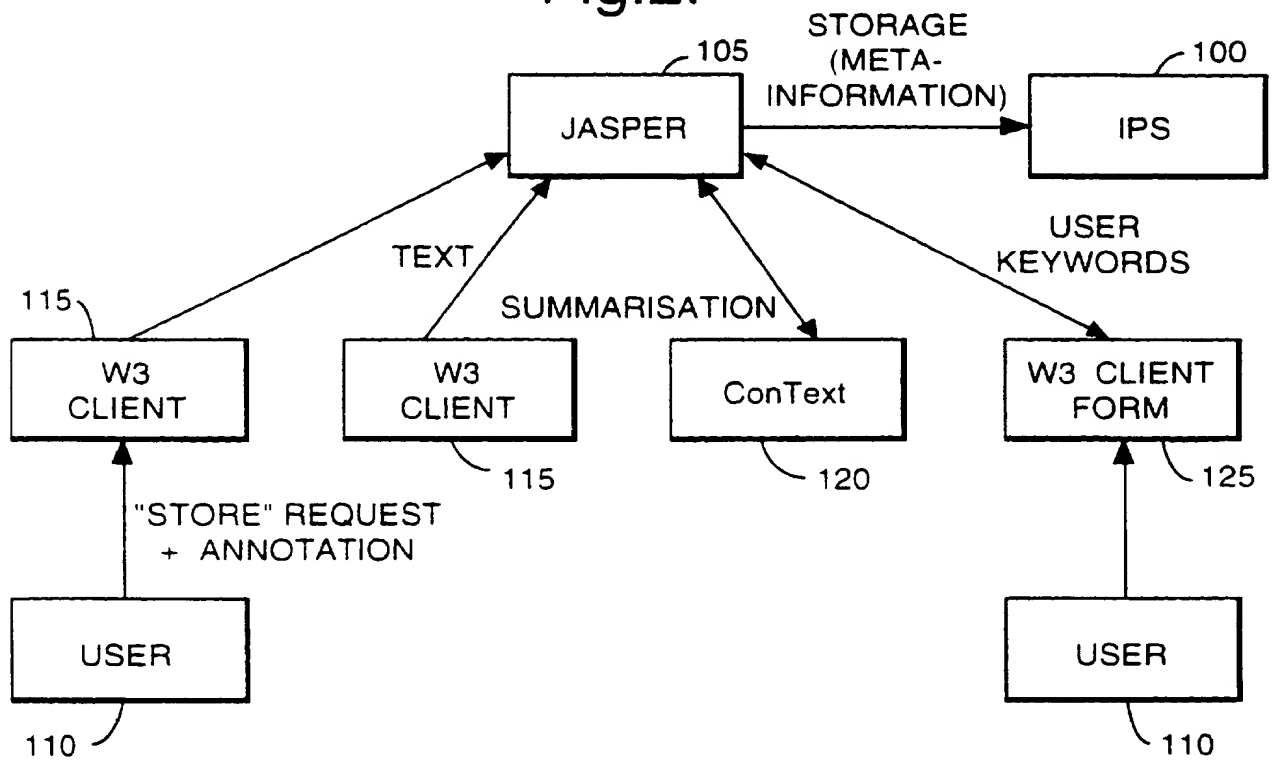 STORAGE
(META-
INFORMATION)
105
100
JASPER
IPS
TEXT
USER
KEYWORDS
SUMMARISATION
115
W3
CLIENT
W3
CLIENT
ConText
W3 CLIENT
FORM
115
120
125
"STORE" REQUEST
+ ANNOTATION
USER
USER
110
110